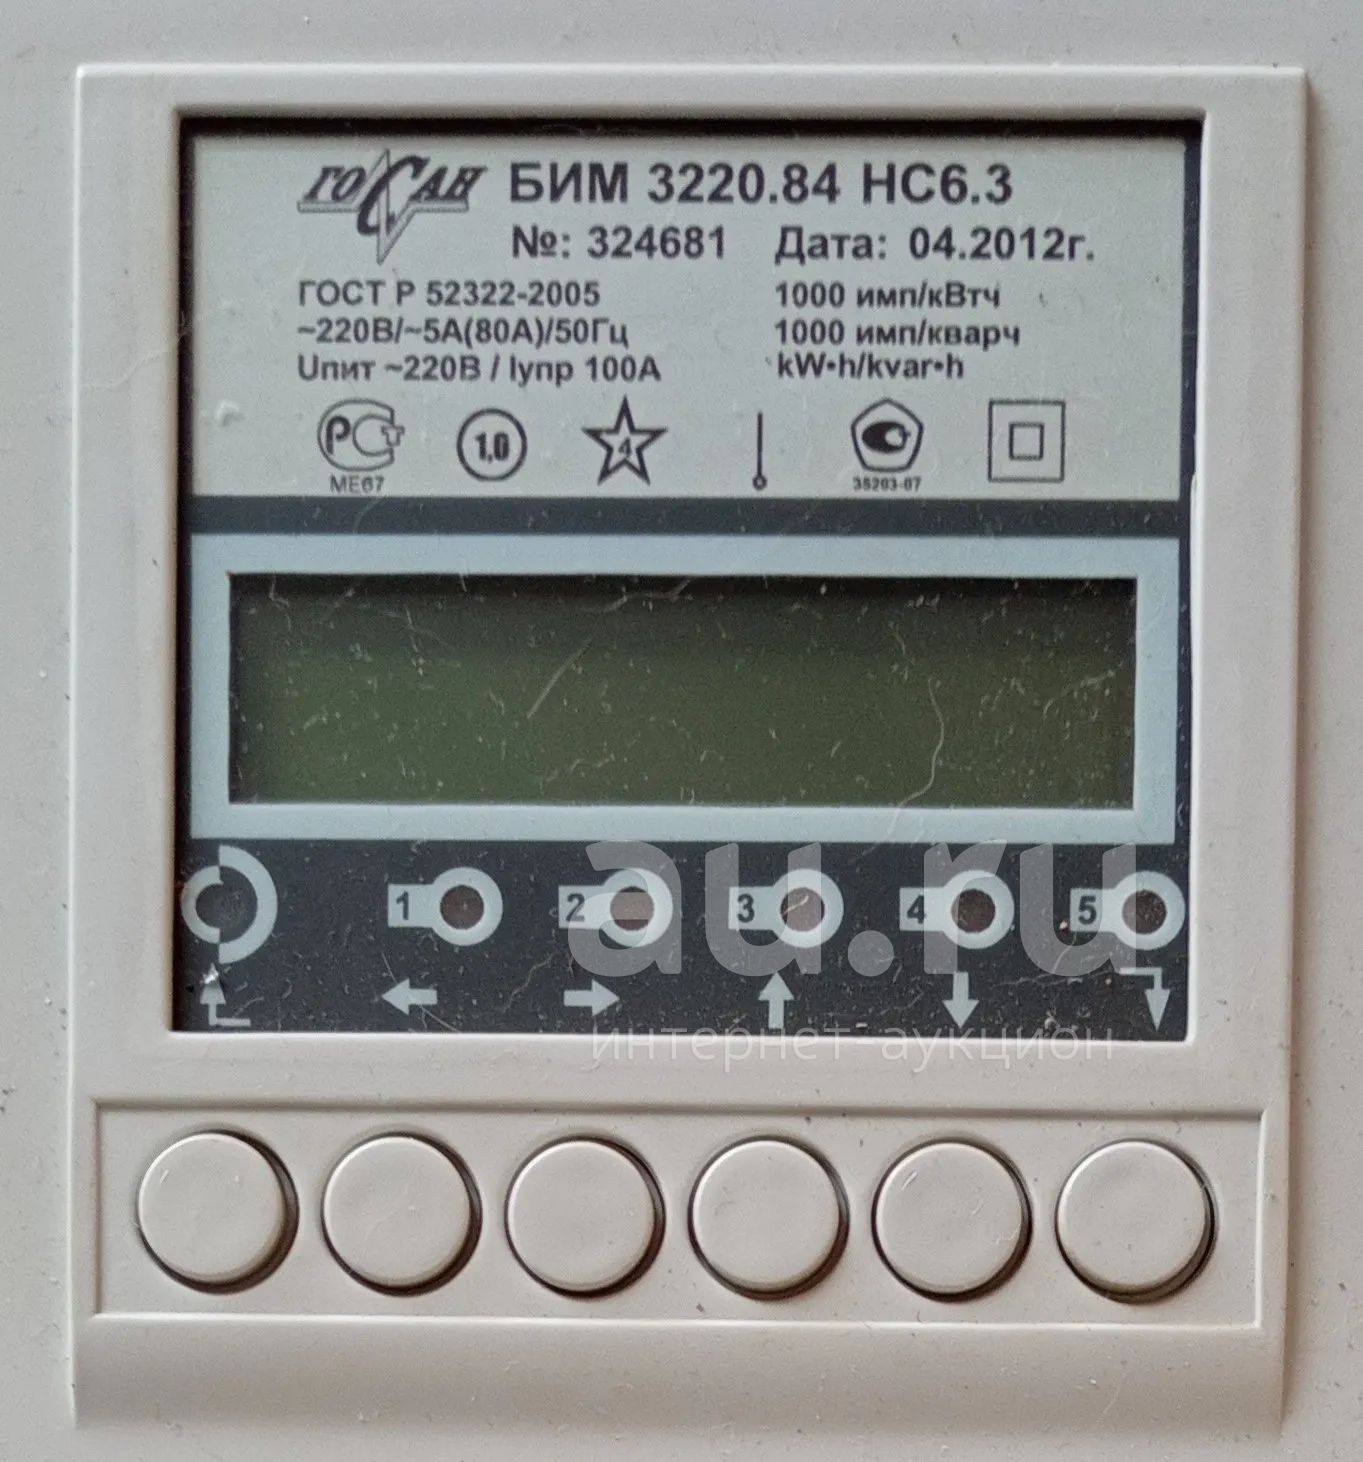 ГОСАН БИМ 3220.84 НС6.3
№: 324681 Дата: 04.2012г.
ГОСТ Р 52322-2005 1000 имп/кВтч
~220В/~5А(80А)/50Гц 1000 имп/кварч
Uпит ~220В / Iупр 100А kW•h/kvar•h
РСТ 1,0 4
МЕ67 35203-07
1 2 3 4 5
au.ru
интернет-аукцион